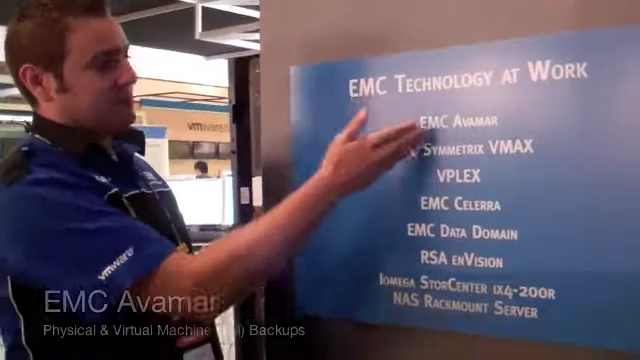 EMC Technology at Work
EMC Avamar
Symmetrix VMAX
VPLEX
EMC Celerra
EMC Data Domain
RSA enVision
Iomega StorCenter ix4-200r
NAS Rackmount Server
vmware
vmware
EMC Avamar
Physical & Virtual Machine Backups